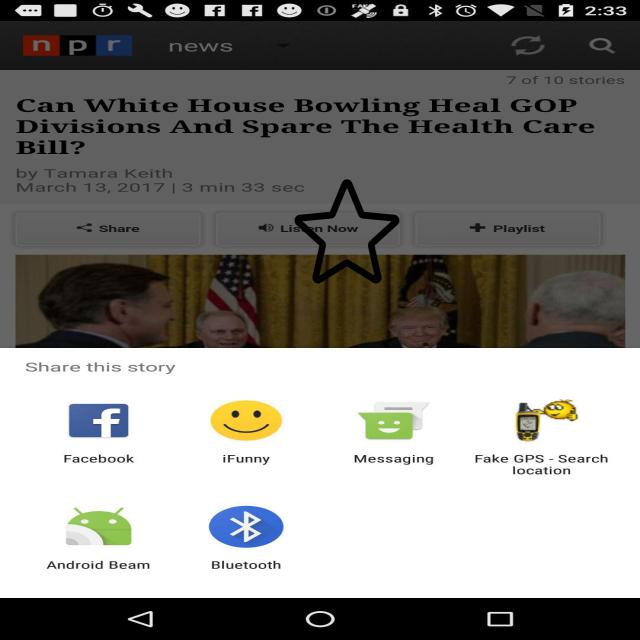 FAKE
2:33
npr news
7 of 10 stories
Can White House Bowling Heal GOP
Divisions And Spare The Health Care
Bill?
by Tamara Keith
March 13, 2017 | 3 min 33 sec
Share Listen Now Playlist
Share this story
Facebook iFunny Messaging Fake GPS - Search
location
Android Beam Bluetooth